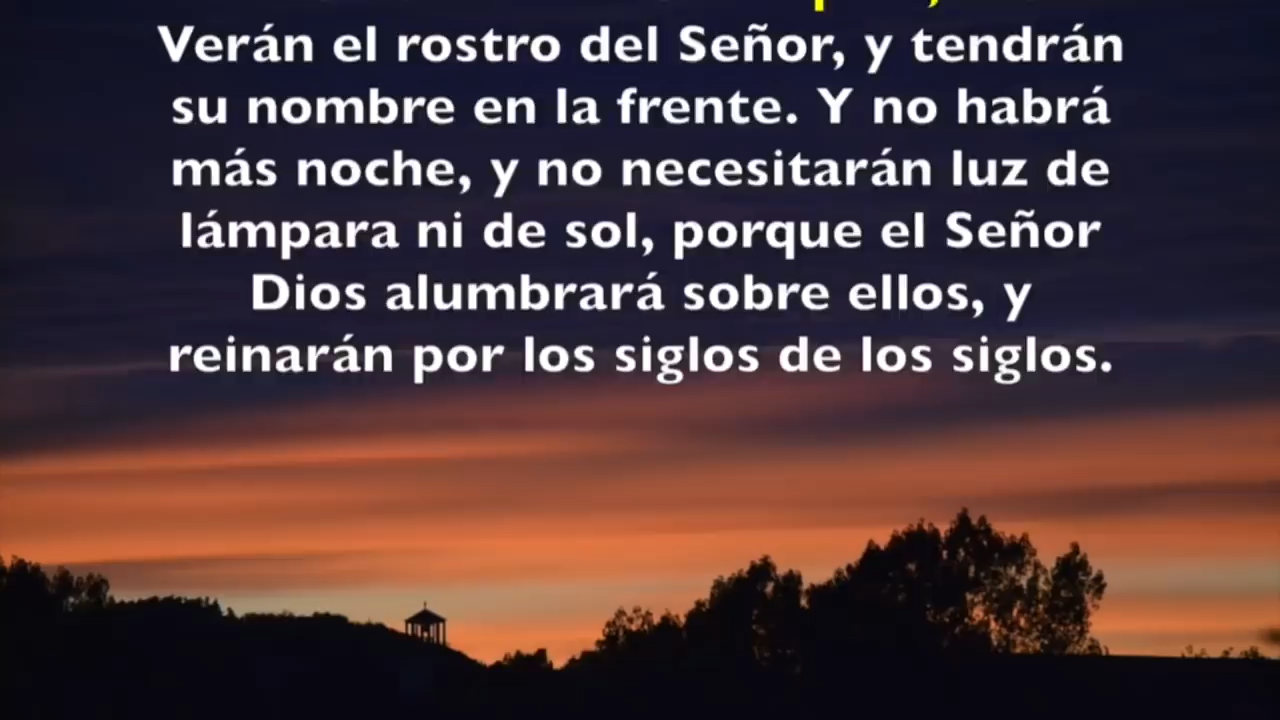 Verán el rostro del Señor, y tendrán
su nombre en la frente. Y no habrá
más noche, y no necesitarán luz de
lámpara ni de sol, porque el Señor
Dios alumbrará sobre ellos, y
reinarán por los siglos de los siglos.